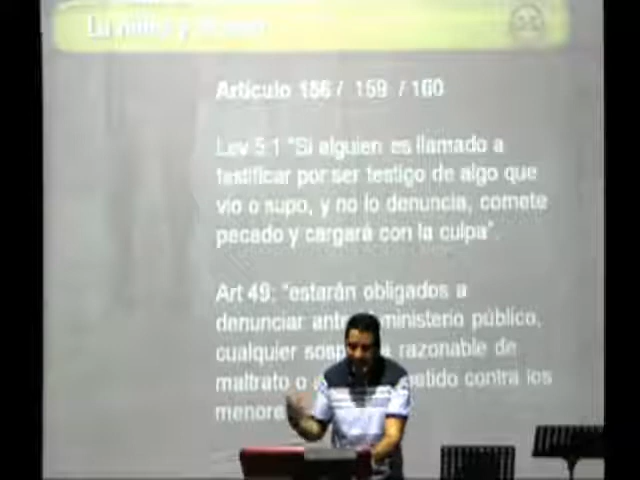 Artículo 156 / 159 / 160
Lev 5:1 "Si alguien es llamado a
testificar por ser testigo de algo que
vio o supo, y no lo denuncia, comete
pecado y cargará con la culpa".
Art 49: "estarán obligados a
denunciar ministerio público,
cualquier razonable de
maltrato o contra los